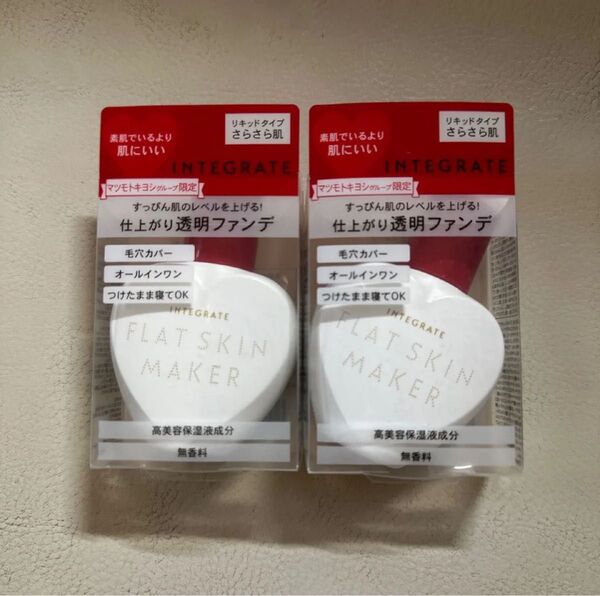 素肌でいるより
肌にいい
リキッドタイプ
さらさら肌
INTEGRATE
マツモトキヨシグループ限定
すっぴん肌のレベルを上げる!
仕上がり透明ファンデ
毛穴カバー
オールインワン
つけたまま寝てOK
INTEGRATE
FLAT SKIN
MAKER
高美容保湿液成分
無香料
素肌でいるより
肌にいい
リキッドタイプ
さらさら肌
INTEGRATE
マツモトキヨシグループ限定
すっぴん肌のレベルを上げる!
仕上がり透明ファンデ
毛穴カバー
オールインワン
つけたまま寝てOK
INTEGRATE
FLAT SKIN
MAKER
高美容保湿液成分
無香料